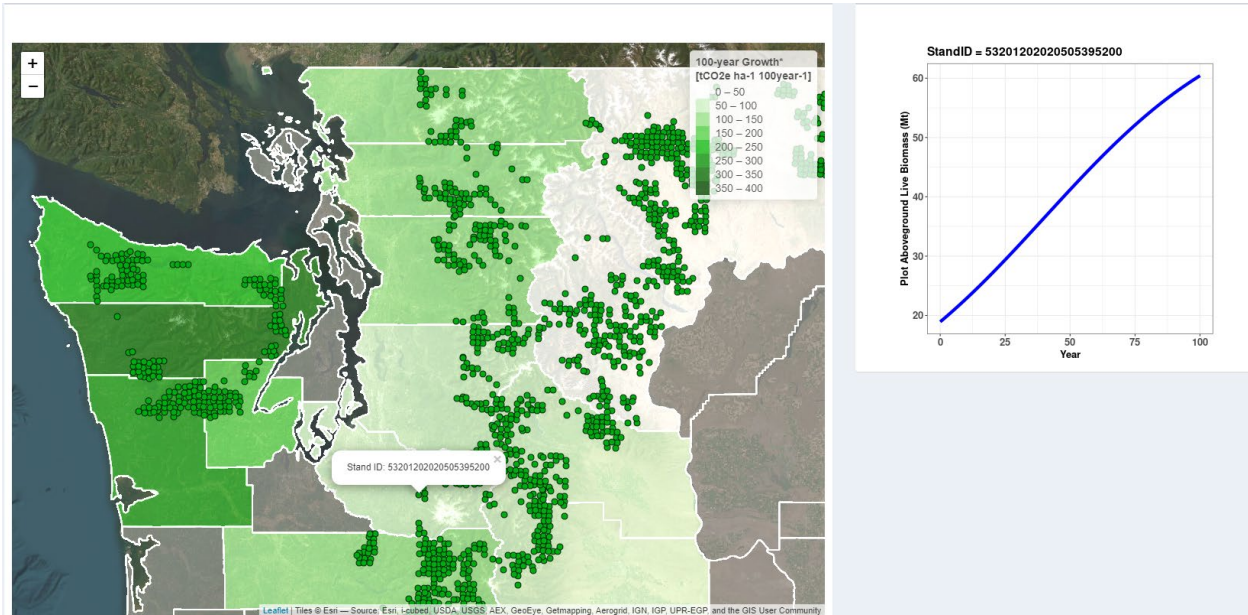 +
−
100-year Growth*
[tCO2e ha-1 100year-1]
0 – 50
50 – 100
100 – 150
150 – 200
200 – 250
250 – 300
300 – 350
350 – 400
Stand ID: 53201202020505395200
×
Leaflet | Tiles © Esri — Source: Esri, i-cubed, USDA, USGS, AEX, GeoEye, Getmapping, Aerogrid, IGN, IGP, UPR-EGP, and the GIS User Community
StandID = 53201202020505395200
Plot Aboveground Live Biomass (Mt)
60
50
40
30
20
0 25 50 75 100
Year